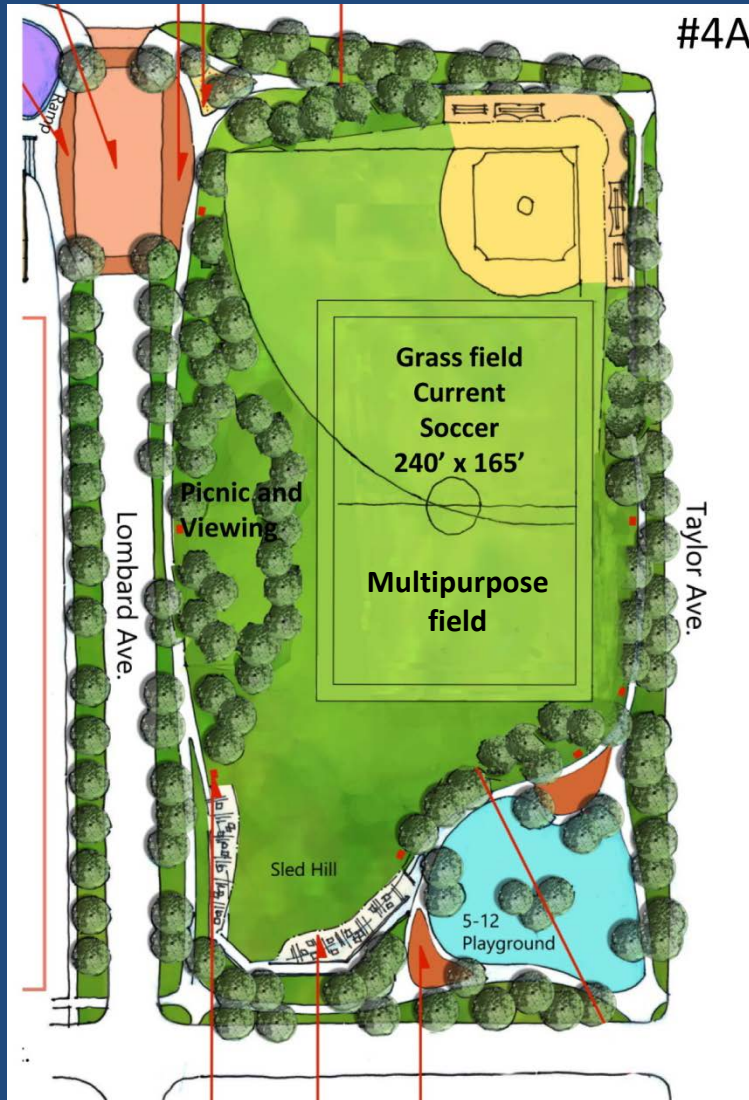 #4A
Ramp
Grass field
Current
Soccer
240’ x 165’
Picnic and
Viewing
Multipurpose
field
Lombard Ave.
Taylor Ave.
Sled Hill
5-12
Playground